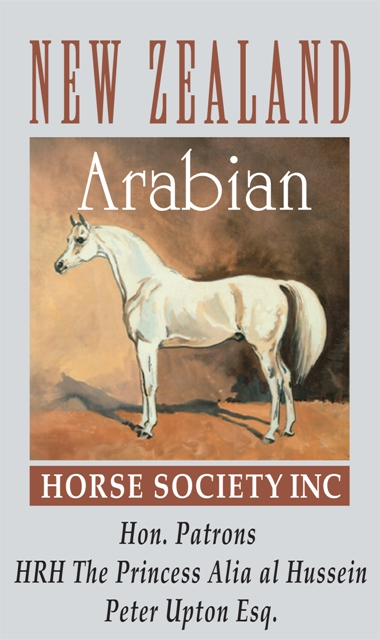 NEW ZEALAND
Arabian
HORSE SOCIETY INC
Hon. Patrons
HRH The Princess Alia al Hussein
Peter Upton Esq.